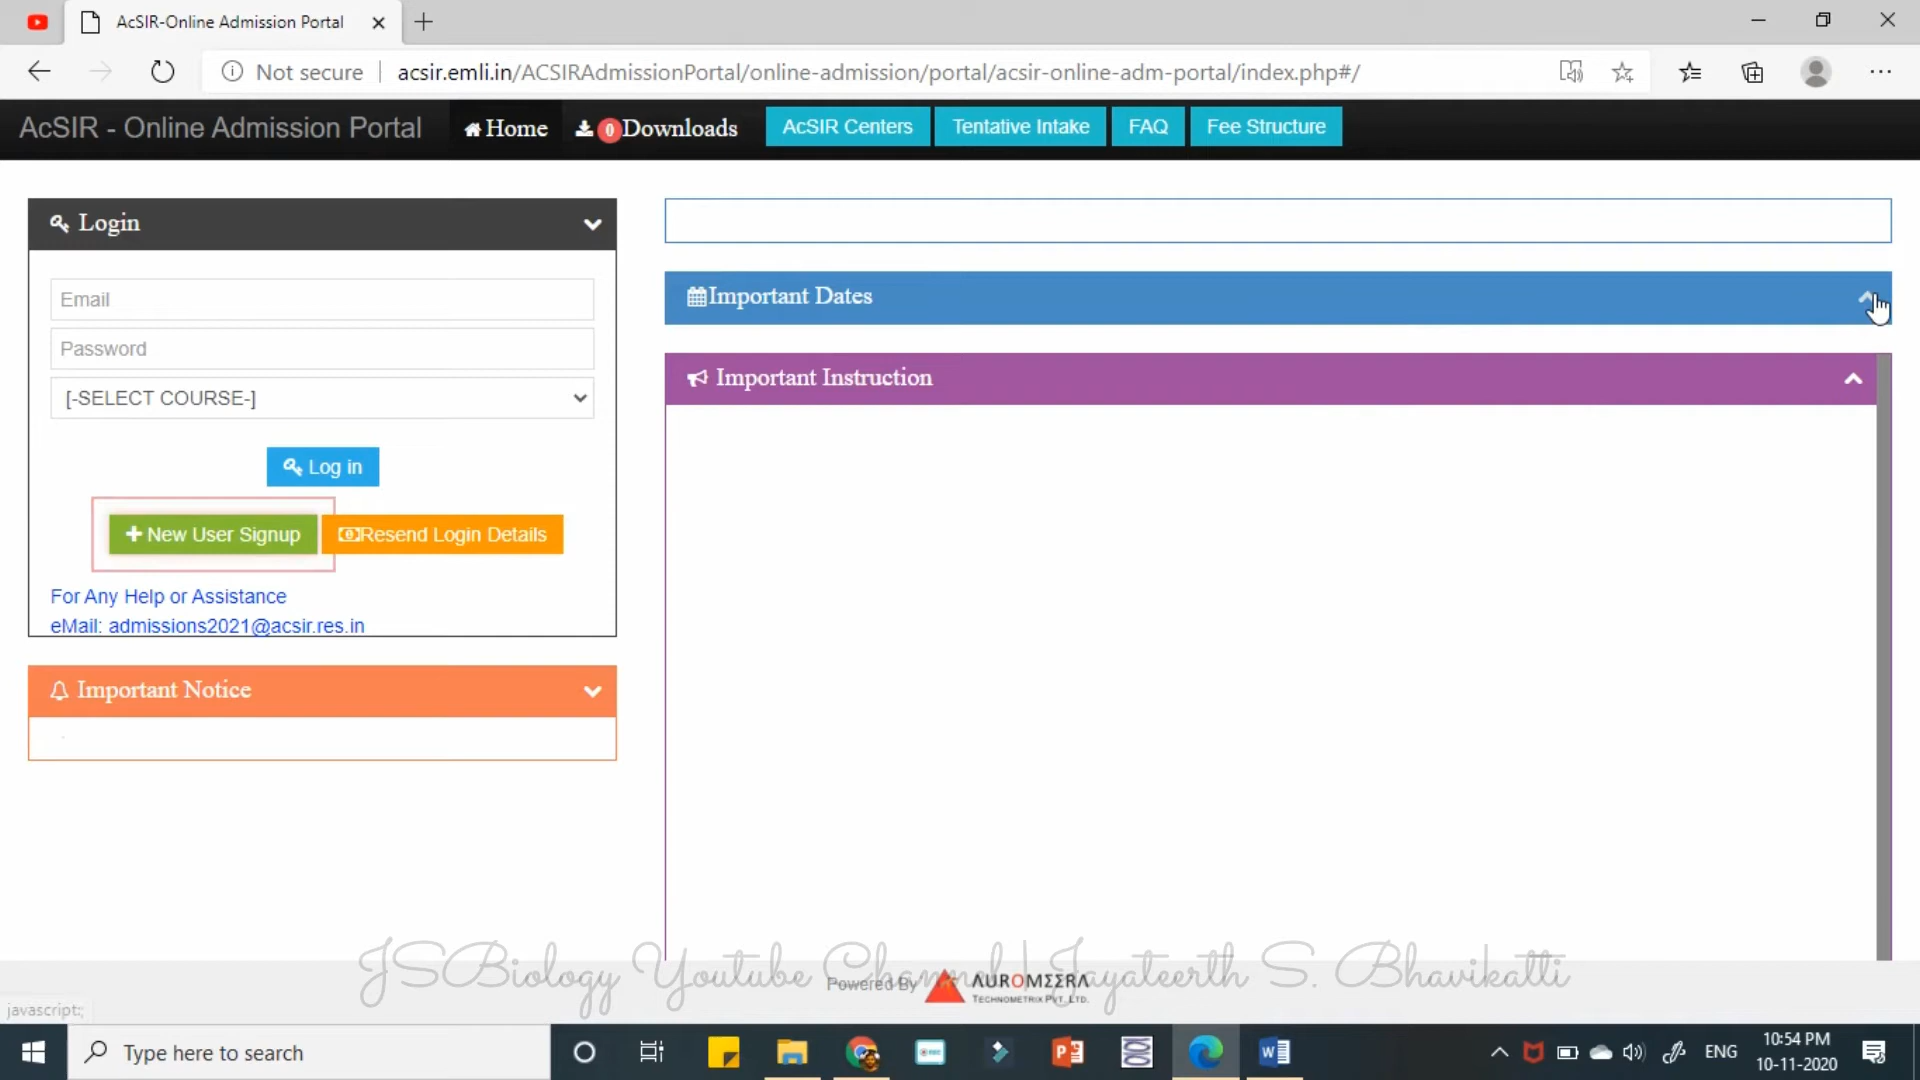 AcSIR-Online Admission Portal
Not secure
acsir.emli.in/ACSIRAdmissionPortal/online-admission/portal/acsir-online-adm-portal/index.php#/
AcSIR - Online Admission Portal
Home
0 Downloads
AcSIR Centers
Tentative Intake
FAQ
Fee Structure
Login
Email
Password
[-SELECT COURSE-]
Log in
New User Signup
Resend Login Details
For Any Help or Assistance
eMail: admissions2021@acsir.res.in
Important Notice
Important Dates
Important Instruction
JSBiology Youtube Channel | Jayateerth S. Bhavikatti
Powered By
AUROMEERA
TECHNOMETRIX PVT. LTD.
javascript:;
Type here to search
ENG
10:54 PM
10-11-2020